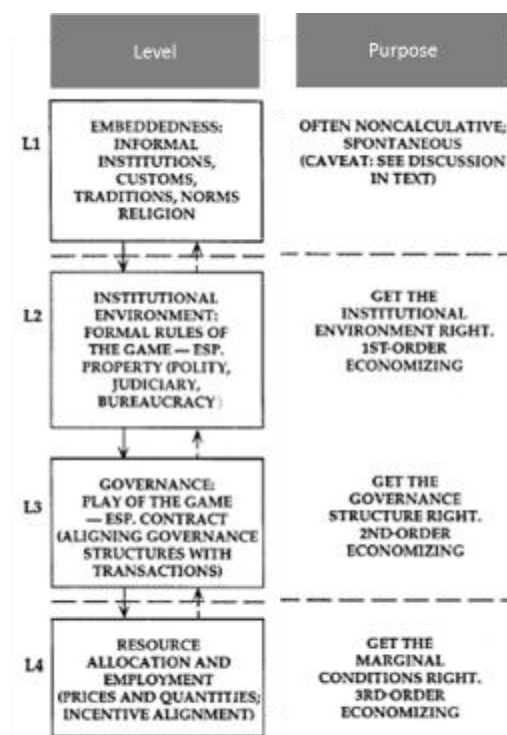 Level
Purpose
L1
EMBEDDEDNESS:
INFORMAL
INSTITUTIONS,
CUSTOMS,
TRADITIONS, NORMS
RELIGION
OFTEN NONCALCULATIVE;
SPONTANEOUS
(CAVEAT: SEE DISCUSSION
IN TEXT)
L2
INSTITUTIONAL
ENVIRONMENT:
FORMAL RULES OF
THE GAME — ESP.
PROPERTY (POLITY,
JUDICIARY,
BUREAUCRACY)
GET THE
INSTITUTIONAL
ENVIRONMENT RIGHT.
1ST-ORDER
ECONOMIZING
L3
GOVERNANCE:
PLAY OF THE GAME
— ESP. CONTRACT
(ALIGNING GOVERNANCE
STRUCTURES WITH
TRANSACTIONS)
GET THE
GOVERNANCE
STRUCTURE RIGHT.
2ND-ORDER
ECONOMIZING
L4
RESOURCE
ALLOCATION AND
EMPLOYMENT
(PRICES AND QUANTITIES;
INCENTIVE ALIGNMENT)
GET THE
MARGINAL
CONDITIONS RIGHT.
3RD-ORDER
ECONOMIZING